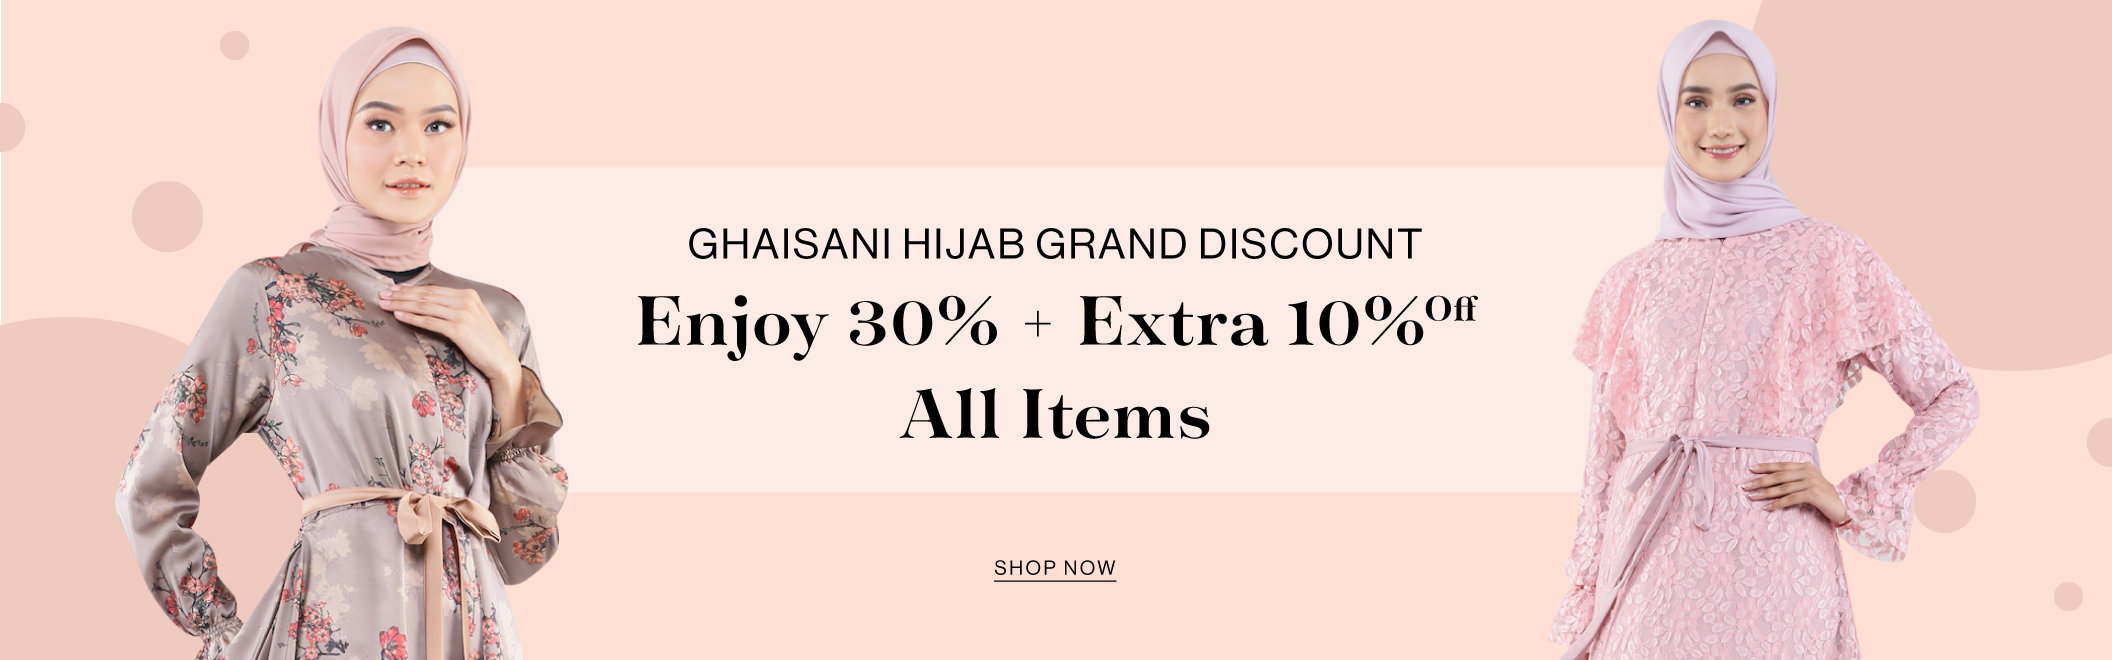 GHAISANI HIJAB GRAND DISCOUNT
Enjoy 30% + Extra 10%Off
All Items
SHOP NOW